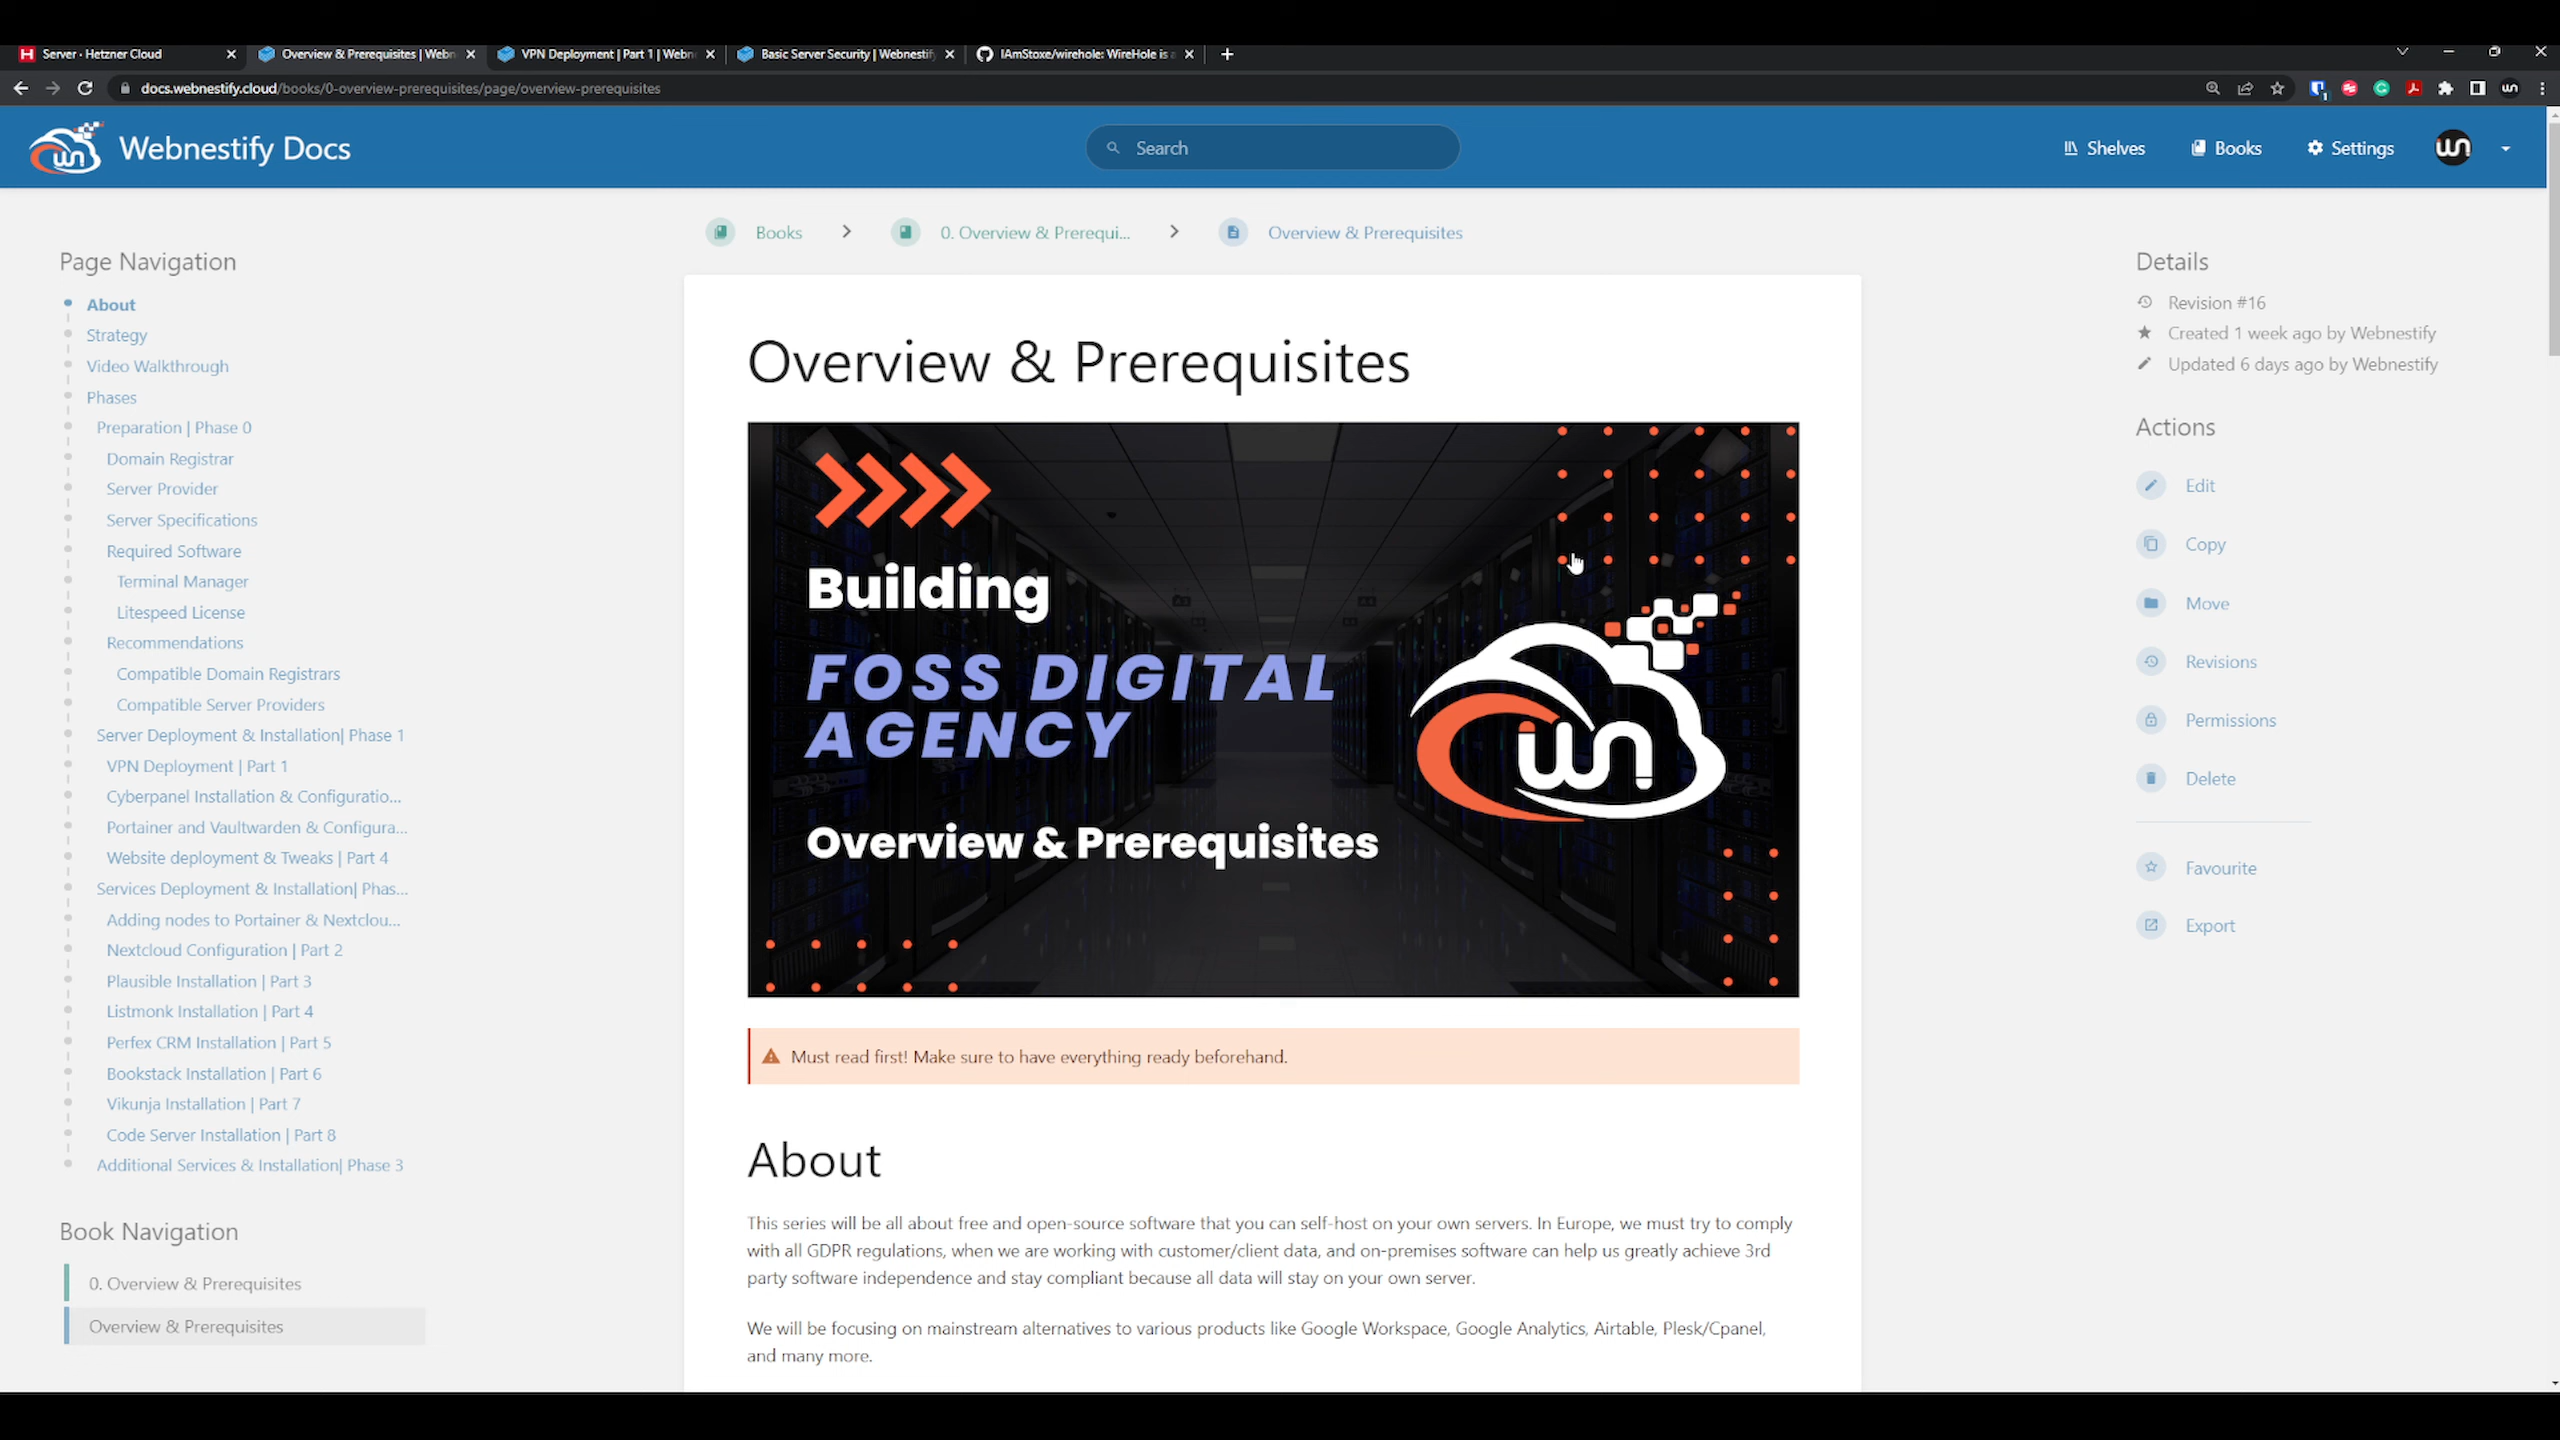 Server · Hetzner Cloud
Overview & Prerequisites | Webn
VPN Deployment | Part 1 | Webn
Basic Server Security | Webnestify
IAmStoxe/wirehole: WireHole is a
docs.webnestify.cloud/books/0-overview-prerequisites/page/overview-prerequisites
Webnestify Docs
Search
Shelves
Books
Settings
Books
0. Overview & Prerequi...
Overview & Prerequisites
Page Navigation
About
Strategy
Video Walkthrough
Phases
Preparation | Phase 0
Domain Registrar
Server Provider
Server Specifications
Required Software
Terminal Manager
Litespeed License
Recommendations
Compatible Domain Registrars
Compatible Server Providers
Server Deployment & Installation| Phase 1
VPN Deployment | Part 1
Cyberpanel Installation & Configuratio...
Portainer and Vaultwarden & Configura...
Website deployment & Tweaks | Part 4
Services Deployment & Installation| Phas...
Adding nodes to Portainer & Nextclou...
Nextcloud Configuration | Part 2
Plausible Installation | Part 3
Listmonk Installation | Part 4
Perfex CRM Installation | Part 5
Bookstack Installation | Part 6
Vikunja Installation | Part 7
Code Server Installation | Part 8
Additional Services & Installation| Phase 3
Book Navigation
0. Overview & Prerequisites
Overview & Prerequisites
Overview & Prerequisites
Building
FOSS DIGITAL
AGENCY
wn
Overview & Prerequisites
Must read first! Make sure to have everything ready beforehand.
About
This series will be all about free and open-source software that you can self-host on your own servers. In Europe, we must try to comply
with all GDPR regulations, when we are working with customer/client data, and on-premises software can help us greatly achieve 3rd
party software independence and stay compliant because all data will stay on your own server.
We will be focusing on mainstream alternatives to various products like Google Workspace, Google Analytics, Airtable, Plesk/Cpanel,
and many more.
Details
Revision #16
Created 1 week ago by Webnestify
Updated 6 days ago by Webnestify
Actions
Edit
Copy
Move
Revisions
Permissions
Delete
Favourite
Export